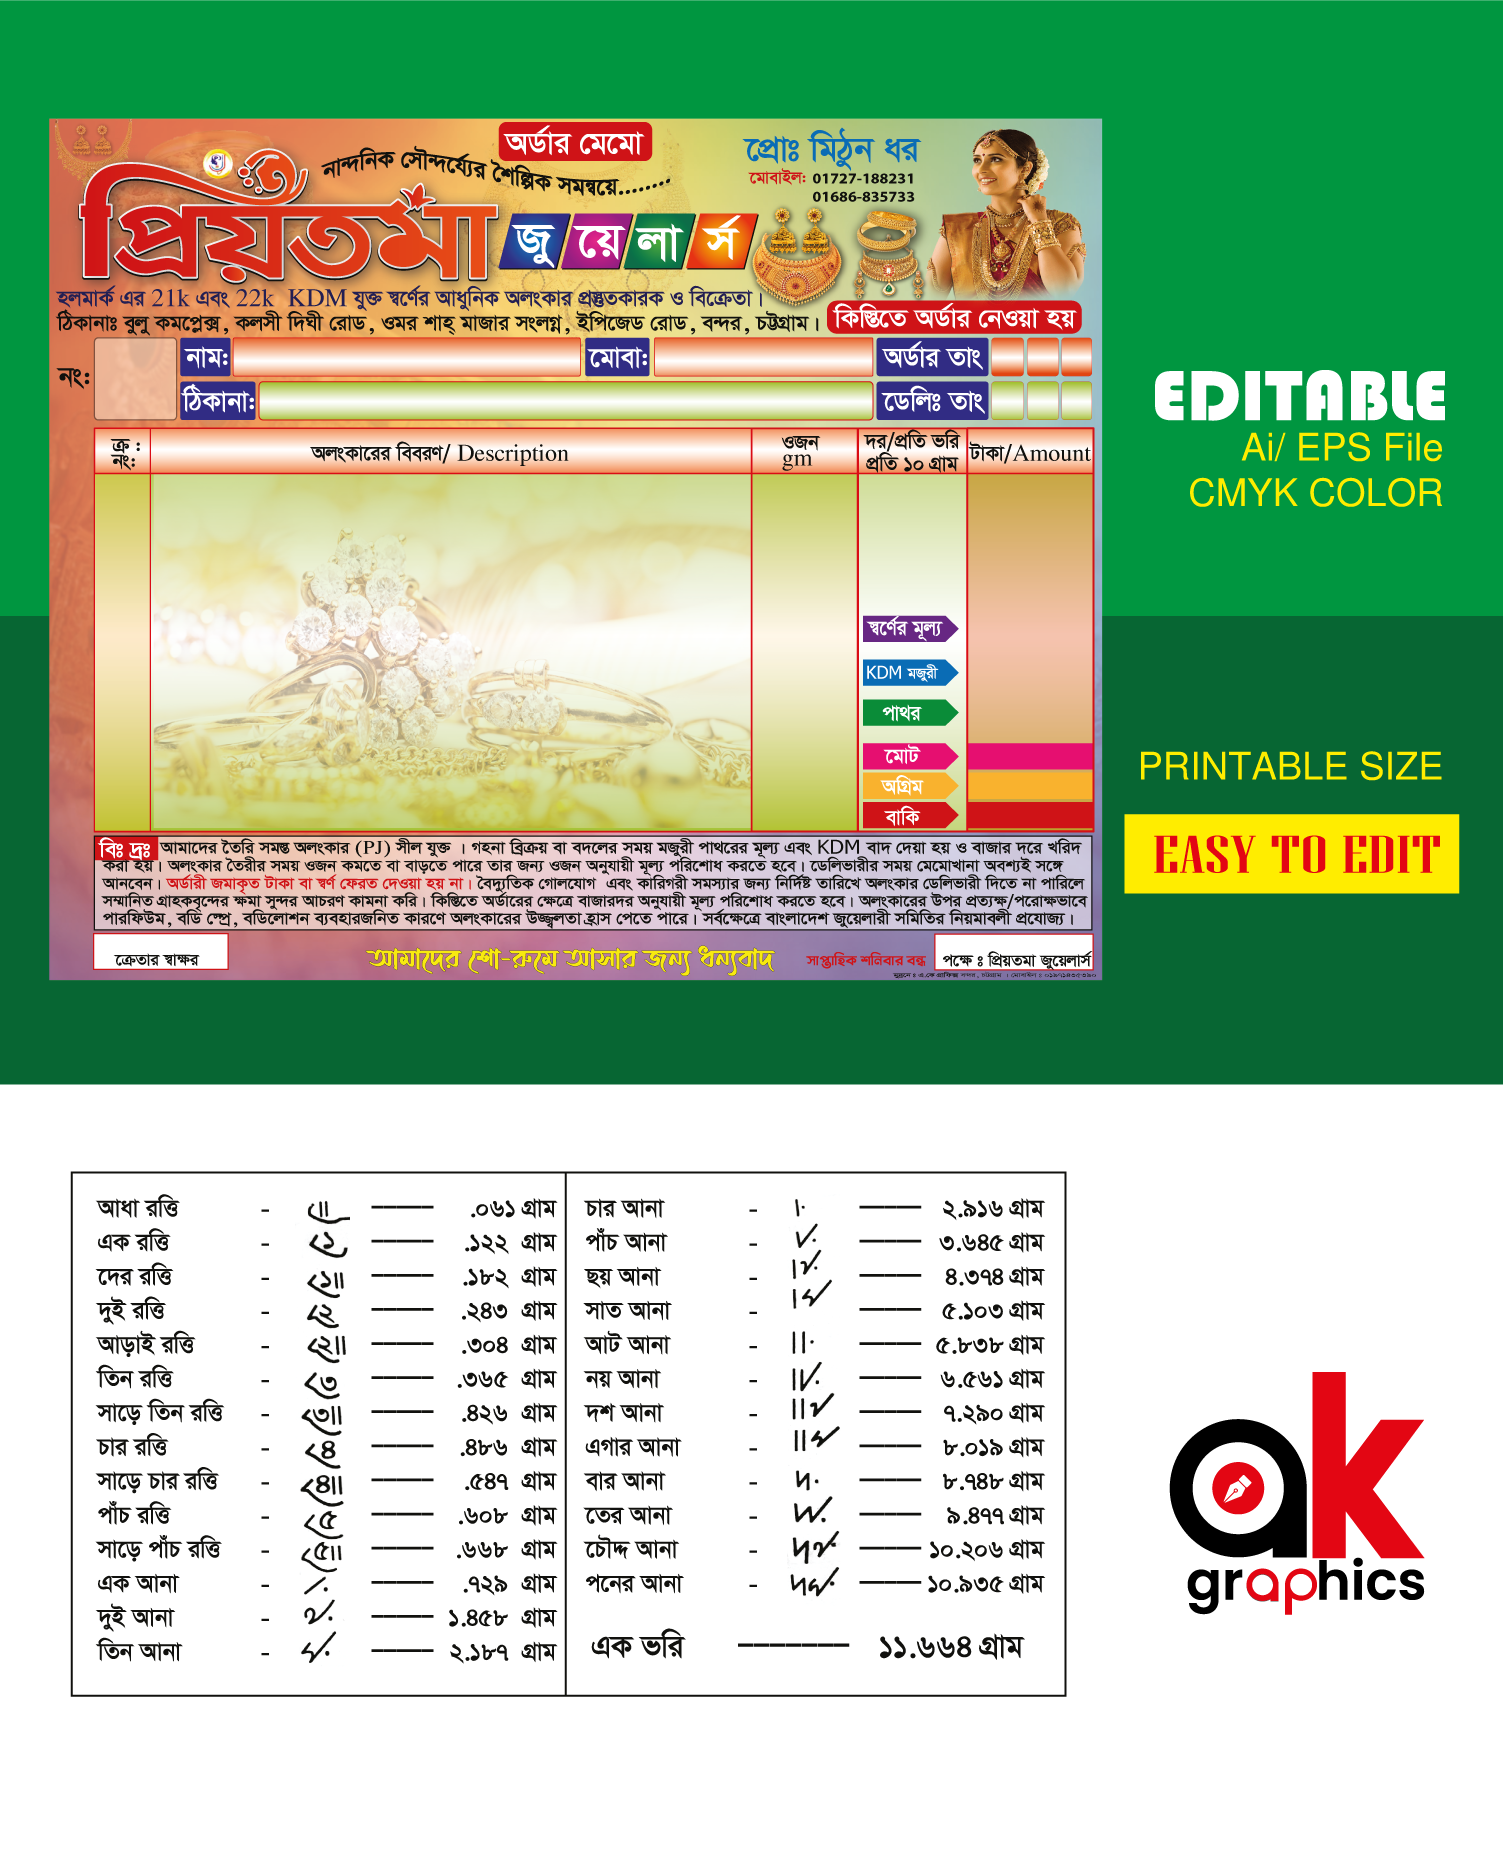 অর্ডার মেমো
নান্দনিক সৌন্দর্য্যের শৈল্পিক সমন্বয়ে........
প্রোঃ মিঠুন ধর
মোবাইল: 01727-188231
01686-835733
প্রিয়তমা জুয়েলার্স
হলমার্ক এর 21k এবং 22k KDM যুক্ত স্বর্ণের আধুনিক অলংকার প্রস্তুতকারক ও বিক্রেতা।
ঠিকানাঃ বুলু কমপ্লেক্স, কলসী দিঘী রোড, ওমর শাহ্ মাজার সংলগ্ন, ইপিজেড রোড, বন্দর, চট্টগ্রাম।
কিস্তিতে অর্ডার নেওয়া হয়
নং:
নাম:
মোবা:
অর্ডার তাং
ঠিকানা:
ডেলিঃ তাং
ক্র : নং:
অলংকারের বিবরণ/ Description
ওজন gm
দর/প্রতি ভরি
প্রতি ১০ গ্রাম
টাকা/Amount
স্বর্ণের মূল্য
KDM মজুরী
পাথর
মোট
অগ্রিম
বাকি
বিঃ দ্রঃ আমাদের তৈরি সমস্ত অলংকার (PJ) সীল যুক্ত । গহনা ব্রিক্রয় বা বদলের সময় মজুরী পাথরের মূল্য এবং KDM বাদ দেয়া হয় ও বাজার দরে খরিদ
করা হয়। অলংকার তৈরীর সময় ওজন কমতে বা বাড়তে পারে তার জন্য ওজন অনুযায়ী মূল্য পরিশোধ করতে হবে। ডেলিভারীর সময় মেমোখানা অবশ্যই সঙ্গে
আনবেন। অর্ডারী জমাকৃত টাকা বা স্বর্ণ ফেরত দেওয়া হয় না। বৈদ্যুতিক গোলযোগ এবং কারিগরী সমস্যার জন্য নির্দিষ্ট তারিখে অলংকার ডেলিভারী দিতে না পারিলে
সম্মানিত গ্রাহকবৃন্দের ক্ষমা সুন্দর আচরণ কামনা করি। কিস্তিতে অর্ডারের ক্ষেত্রে বাজারদর অনুযায়ী মূল্য পরিশোধ করতে হবে। অলংকারের উপর প্রত্যক্ষ/পরোক্ষভাবে
পারফিউম, বডি স্প্রে, বডিলোশন ব্যবহারজনিত কারণে অলংকারের উজ্জ্বলতা হ্রাস পেতে পারে। সর্বক্ষেত্রে বাংলাদেশ জুয়েলারী সমিতির নিয়মাবলী প্রযোজ্য।
ক্রেতার স্বাক্ষর
আমাদের শো-রুমে আসার জন্য ধন্যবাদ
সাপ্তাহিক শনিবার বন্ধ
পক্ষে ঃ প্রিয়তমা জুয়েলার্স
EDITABLE
Ai/ EPS File
CMYK COLOR
PRINTABLE SIZE
EASY TO EDIT
আধা রত্তি - ------ .০৬১ গ্রাম
এক রত্তি - ------ .১২২ গ্রাম
দের রত্তি - ------ .১৮২ গ্রাম
দুই রত্তি - ------ .২৪৩ গ্রাম
আড়াই রত্তি - ------ .৩০৪ গ্রাম
তিন রত্তি - ------ .৩৬৫ গ্রাম
সাড়ে তিন রত্তি - ------ .৪২৬ গ্রাম
চার রত্তি - ------ .৪৮৬ গ্রাম
সাড়ে চার রত্তি - ------ .৫৪৭ গ্রাম
পাঁচ রত্তি - ------ .৬০৮ গ্রাম
সাড়ে পাঁচ রত্তি - ------ .৬৬৮ গ্রাম
এক আনা - ------ .৭২৯ গ্রাম
দুই আনা - ------ ১.৪৫৮ গ্রাম
তিন আনা - ------ ২.১৮৭ গ্রাম
চার আনা - ------ ২.৯১৬ গ্রাম
পাঁচ আনা - ------ ৩.৬৪৫ গ্রাম
ছয় আনা - ------ ৪.৩৭৪ গ্রাম
সাত আনা - ------ ৫.১০৩ গ্রাম
আট আনা - ------ ৫.৮৩৮ গ্রাম
নয় আনা - ------ ৬.৫৬১ গ্রাম
দশ আনা - ------ ৭.২৯০ গ্রাম
এগার আনা - ------ ৮.০১৯ গ্রাম
বার আনা - ------ ৮.৭৪৮ গ্রাম
তের আনা - ------ ৯.৪৭৭ গ্রাম
চৌদ্দ আনা - ------ ১০.২০৬ গ্রাম
পনের আনা - ------ ১০.৯৩৫ গ্রাম
এক ভরি ------- ১১.৬৬৪ গ্রাম
ak
graphics